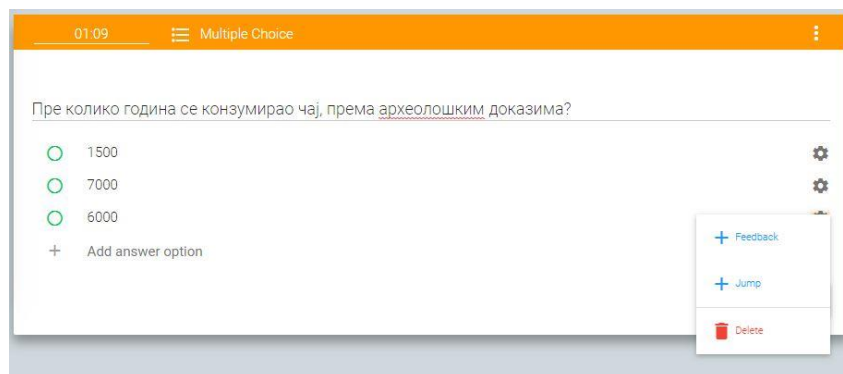 01:09 Multiple Choice
Пре колико година се конзумирао чај, према археолошким доказима?
1500
7000
6000
+ Add answer option
+ Feedback
+ Jump
Delete